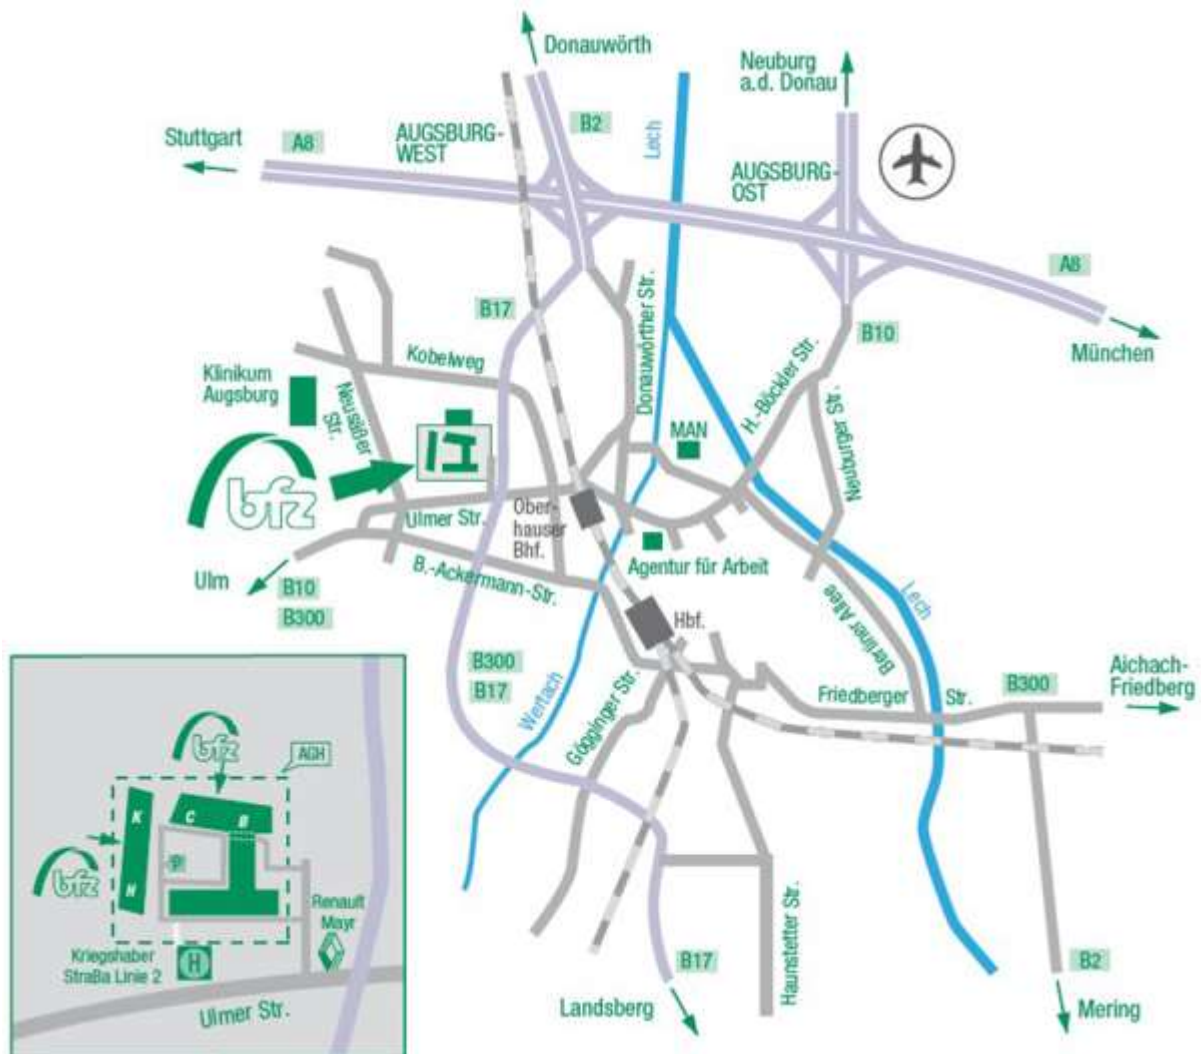 Donauwörth
Neuburg
a.d. Donau
B2
Stuttgart
A8
AUGSBURG-
WEST
Lech
AUGSBURG-
OST
A8
München
B17
Donauwörther Str.
B10
Kobelweg
H.-Böckler Str.
Klinikum
Augsburg
Neusäßer
Str.
MAN
Neuburger Str.
bfz
Ulmer Str.
Ober-
hauser
Bhf.
Agentur für Arbeit
Ulm
B10
B300
B.-Ackermann-Str.
Lech
Berliner Allee
Hbf.
B300
B17
Wertach
Gögginger Str.
Friedberger
Str.
B300
Aichach-
Friedberg
Haunstetter Str.
B17
Landsberg
B2
Mering
bfz
AGH
K
C
B
P
H
bfz
Renault
Mayr
Kriegshaber
StraBa Linie 2
H
Ulmer Str.